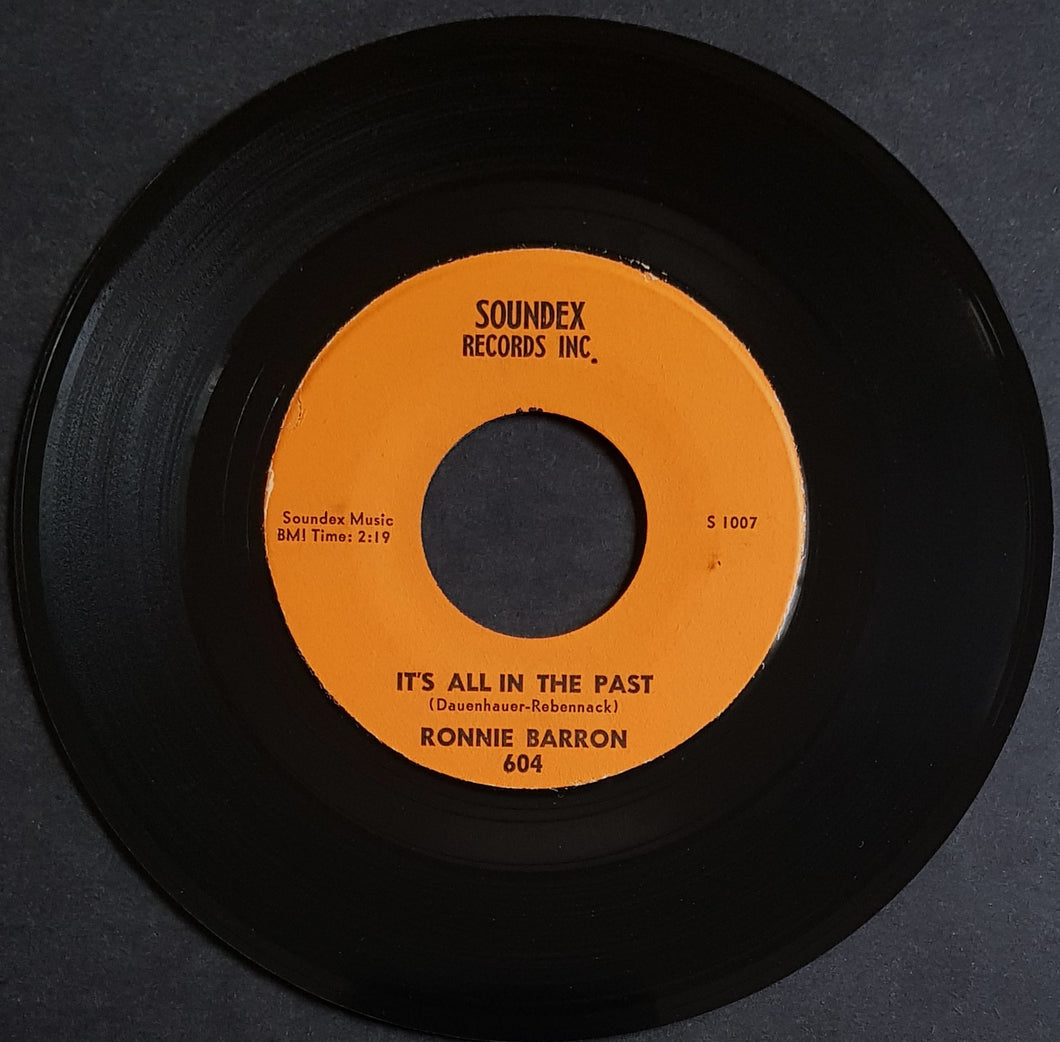 SOUNDEX
RECORDS INC.
Soundex Music
BMI Time: 2:19
S 1007
IT'S ALL IN THE PAST
(Dauenhauer-Rebennack)
RONNIE BARRON
604